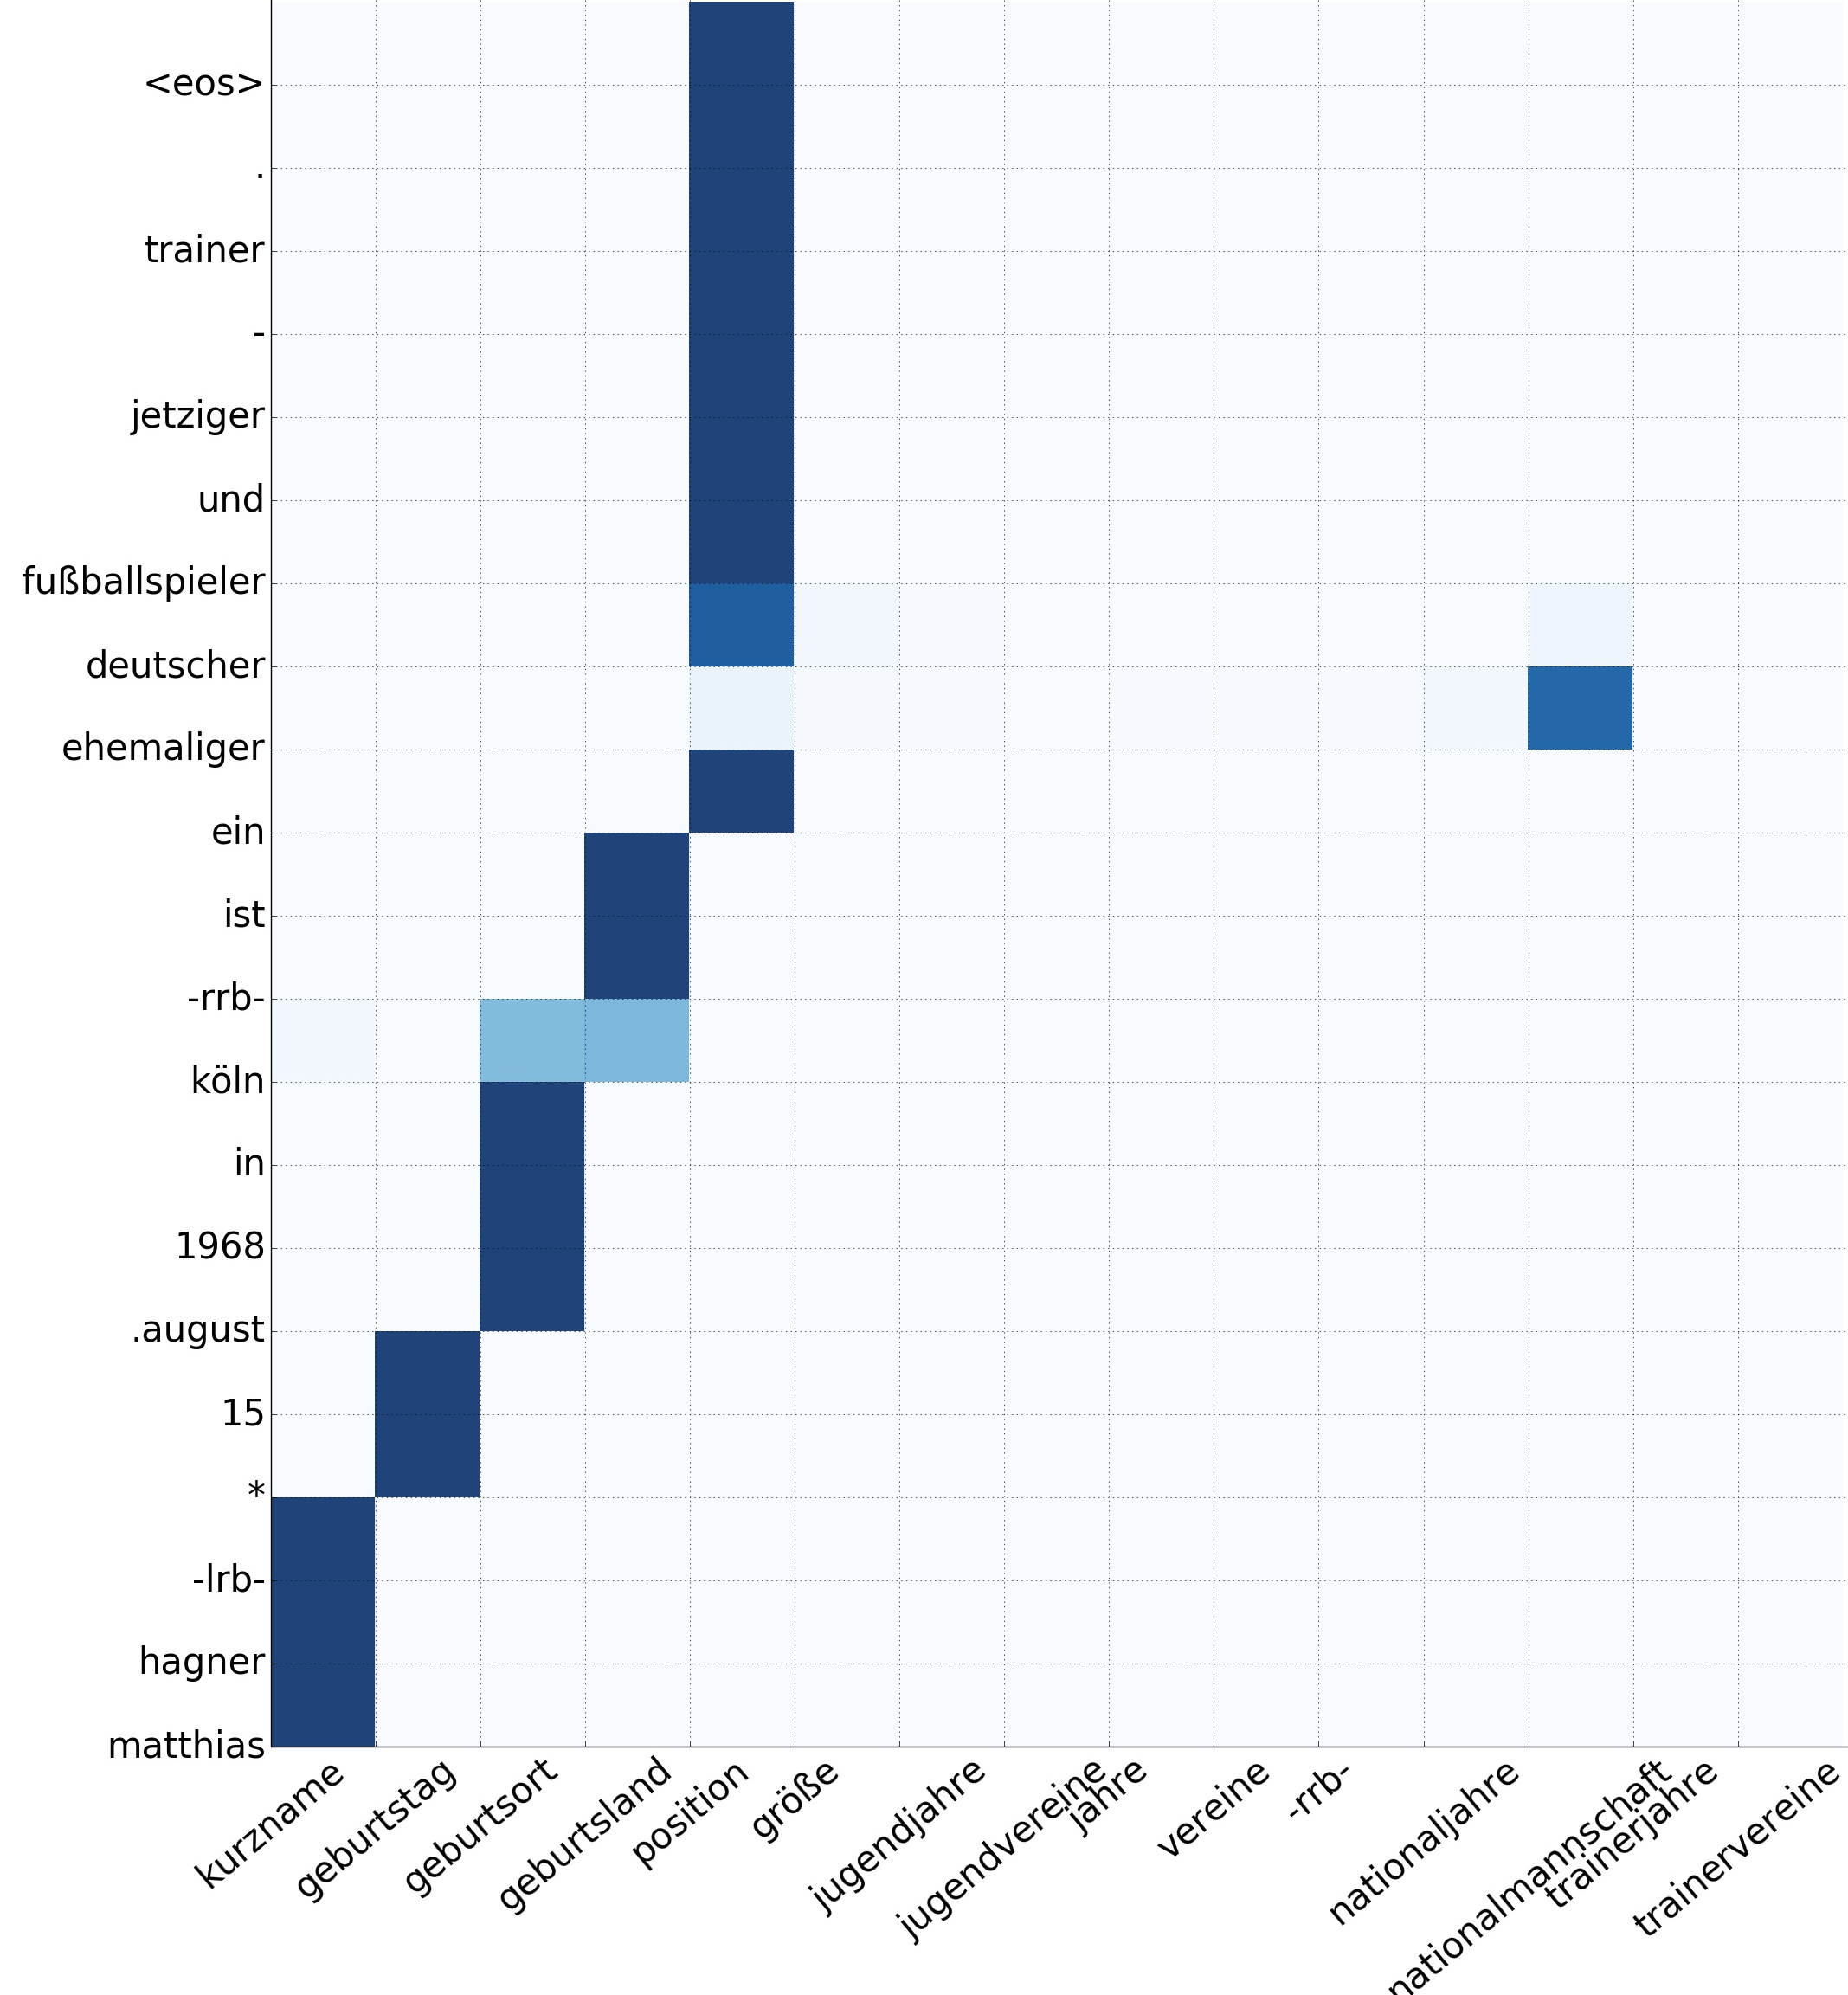 <eos>
.
trainer
-
jetziger
und
fußballspieler
deutscher
ehemaliger
ein
ist
-rrb-
köln
in
1968
.august
15
*
-lrb-
hagner
matthias
kurzname
geburtstag
geburtsort
geburtsland
position
größe
jugendjahre
jugendvereine
jahre
vereine
-rrb-
nationaljahre
nationalmannschaft
trainerjahre
trainervereine